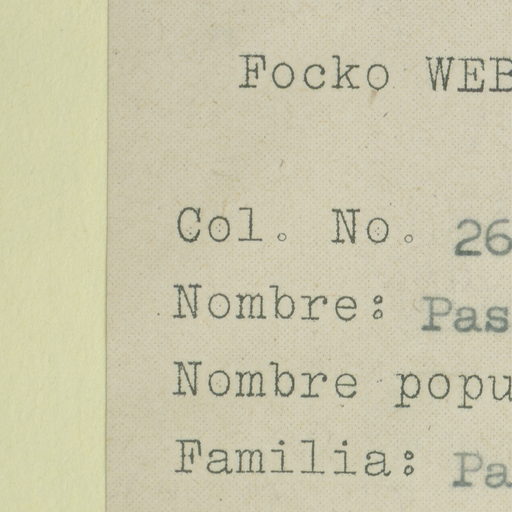 Focko WEB
Col. No. 26
Nombre: Pas
Nombre popu
Familia: Pa